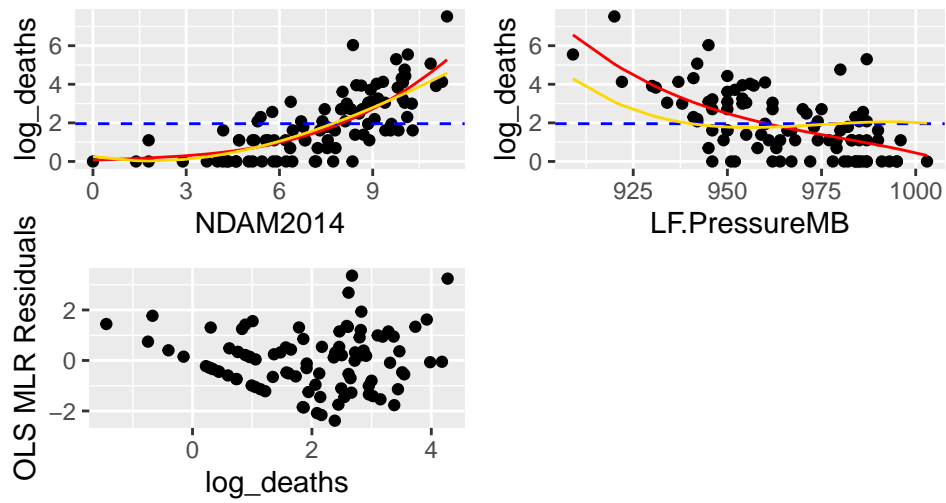 log_deaths
6
4
2
0
0 3 6 9
NDAM2014
log_deaths
6
4
2
0
925 950 975 1000
LF.PressureMB
OLS MLR Residuals
2
0
−2
0 2 4
log_deaths